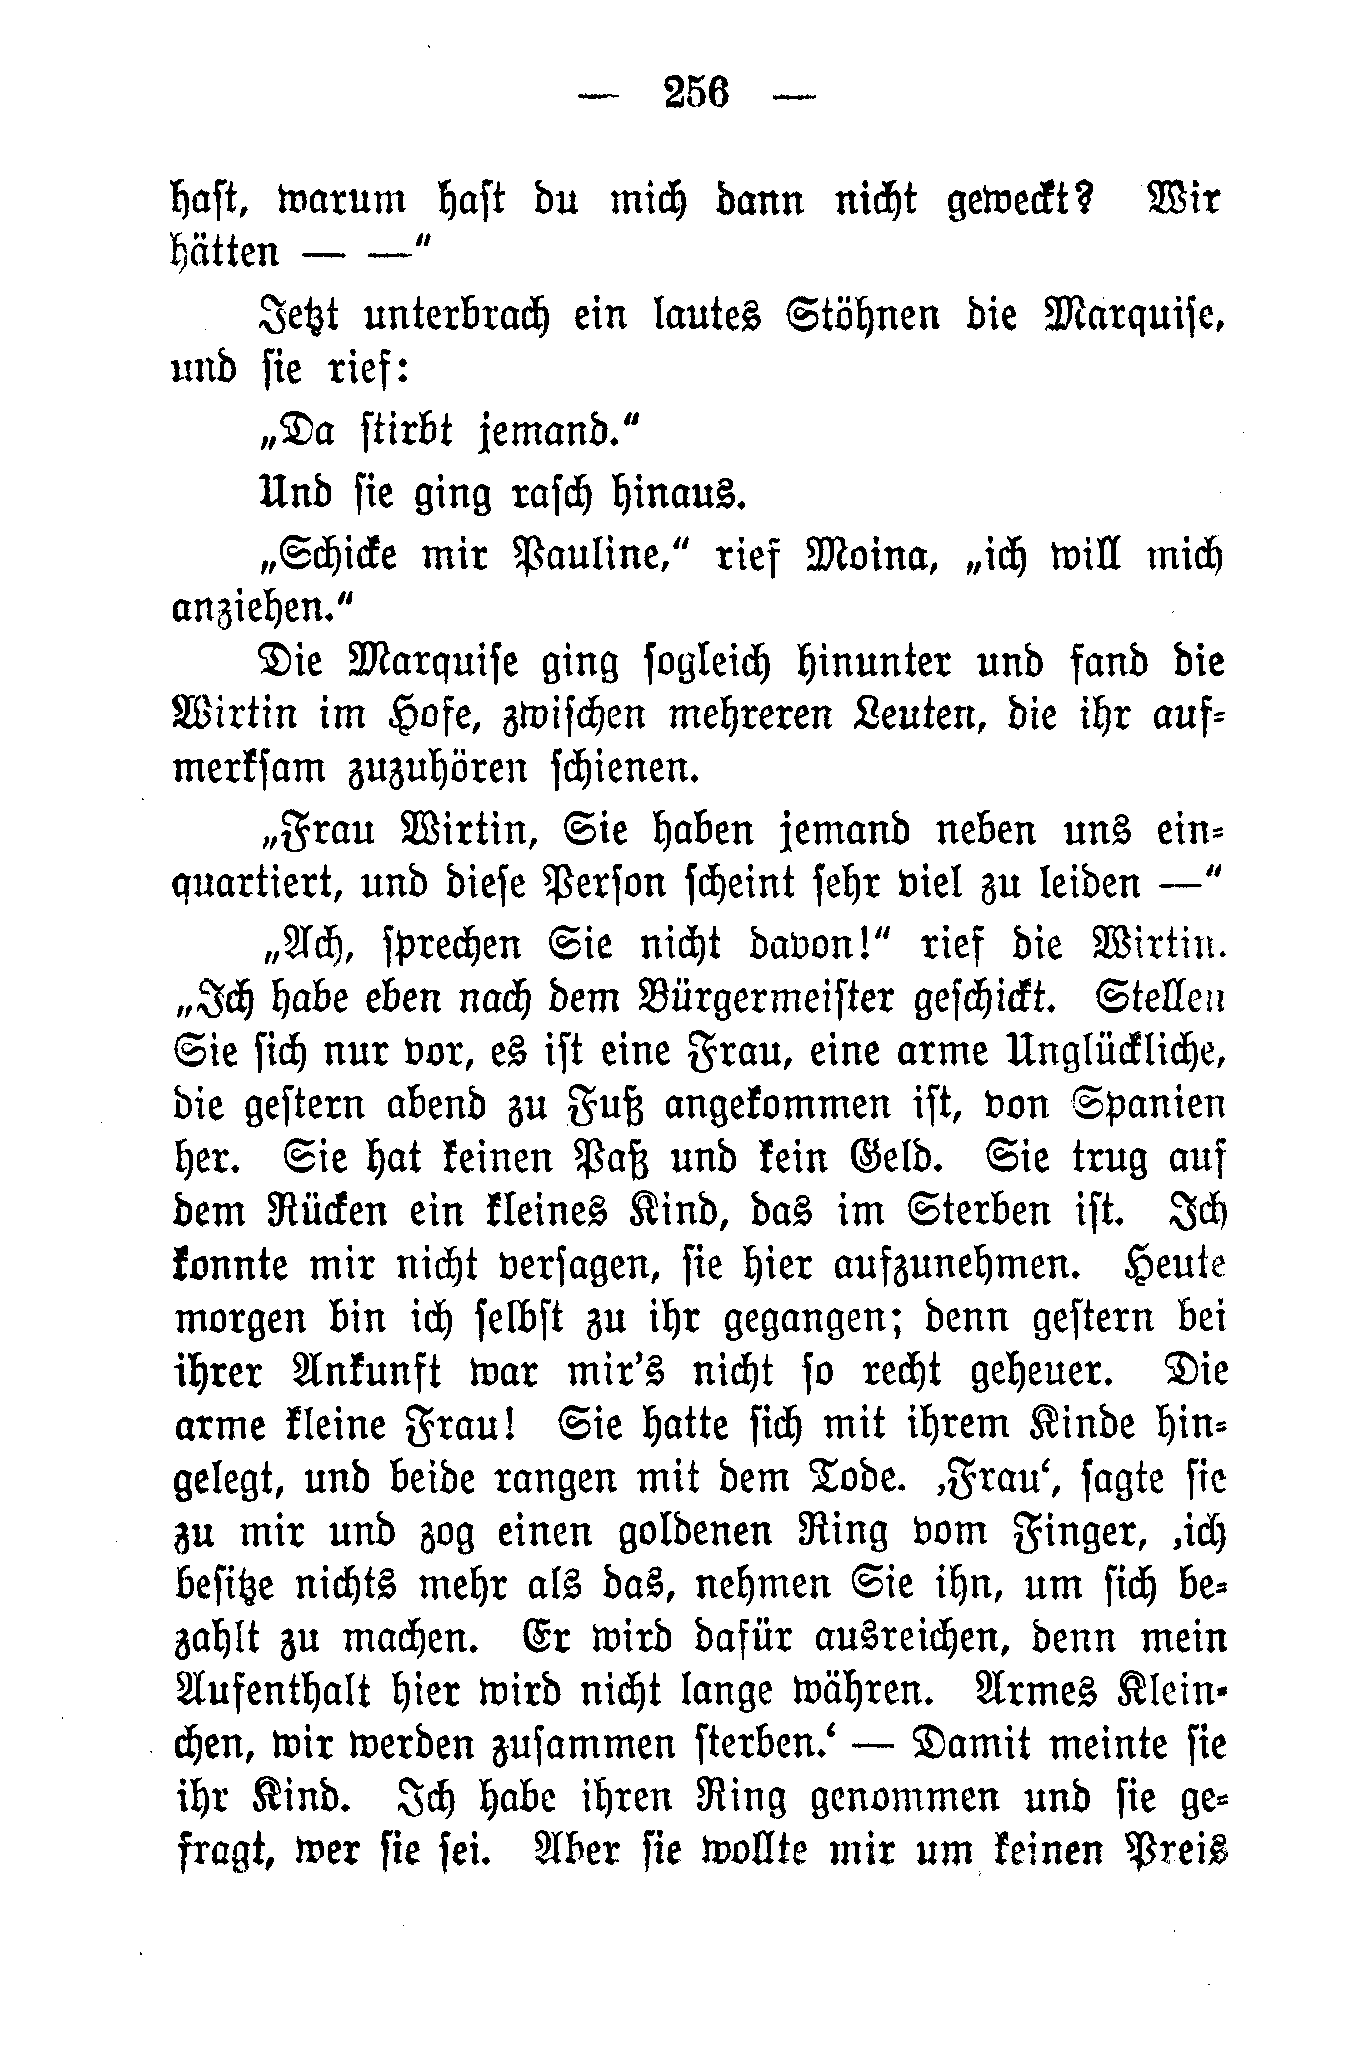 — 256 —
hast, warum hast du mich dann nicht geweckt? Wir
hätten — —“
Jetzt unterbrach ein lautes Stöhnen die Marquise,
und sie rief:
„Da stirbt jemand.“
Und sie ging rasch hinaus.
„Schicke mir Pauline,“ rief Moina, „ich will mich
anziehen.“
Die Marquise ging sogleich hinunter und fand die
Wirtin im Hofe, zwischen mehreren Leuten, die ihr auf-
merksam zuzuhören schienen.
„Frau Wirtin, Sie haben jemand neben uns ein-
quartiert, und diese Person scheint sehr viel zu leiden —“
„Ach, sprechen Sie nicht davon!“ rief die Wirtin.
„Ich habe eben nach dem Bürgermeister geschickt. Stellen
Sie sich nur vor, es ist eine Frau, eine arme Unglückliche,
die gestern abend zu Fuß angekommen ist, von Spanien
her. Sie hat keinen Paß und kein Geld. Sie trug auf
dem Rücken ein kleines Kind, das im Sterben ist. Ich
konnte mir nicht versagen, sie hier aufzunehmen. Heute
morgen bin ich selbst zu ihr gegangen; denn gestern bei
ihrer Ankunft war mir’s nicht so recht geheuer. Die
arme kleine Frau! Sie hatte sich mit ihrem Kinde hin-
gelegt, und beide rangen mit dem Tode. ‚Frau‘, sagte sie
zu mir und zog einen goldenen Ring vom Finger, ‚ich
besitze nichts mehr als das, nehmen Sie ihn, um sich be-
zahlt zu machen. Er wird dafür ausreichen, denn mein
Aufenthalt hier wird nicht lange währen. Armes Klein-
chen, wir werden zusammen sterben.‘ — Damit meinte sie
ihr Kind. Ich habe ihren Ring genommen und sie ge-
fragt, wer sie sei. Aber sie wollte mir um keinen Preis